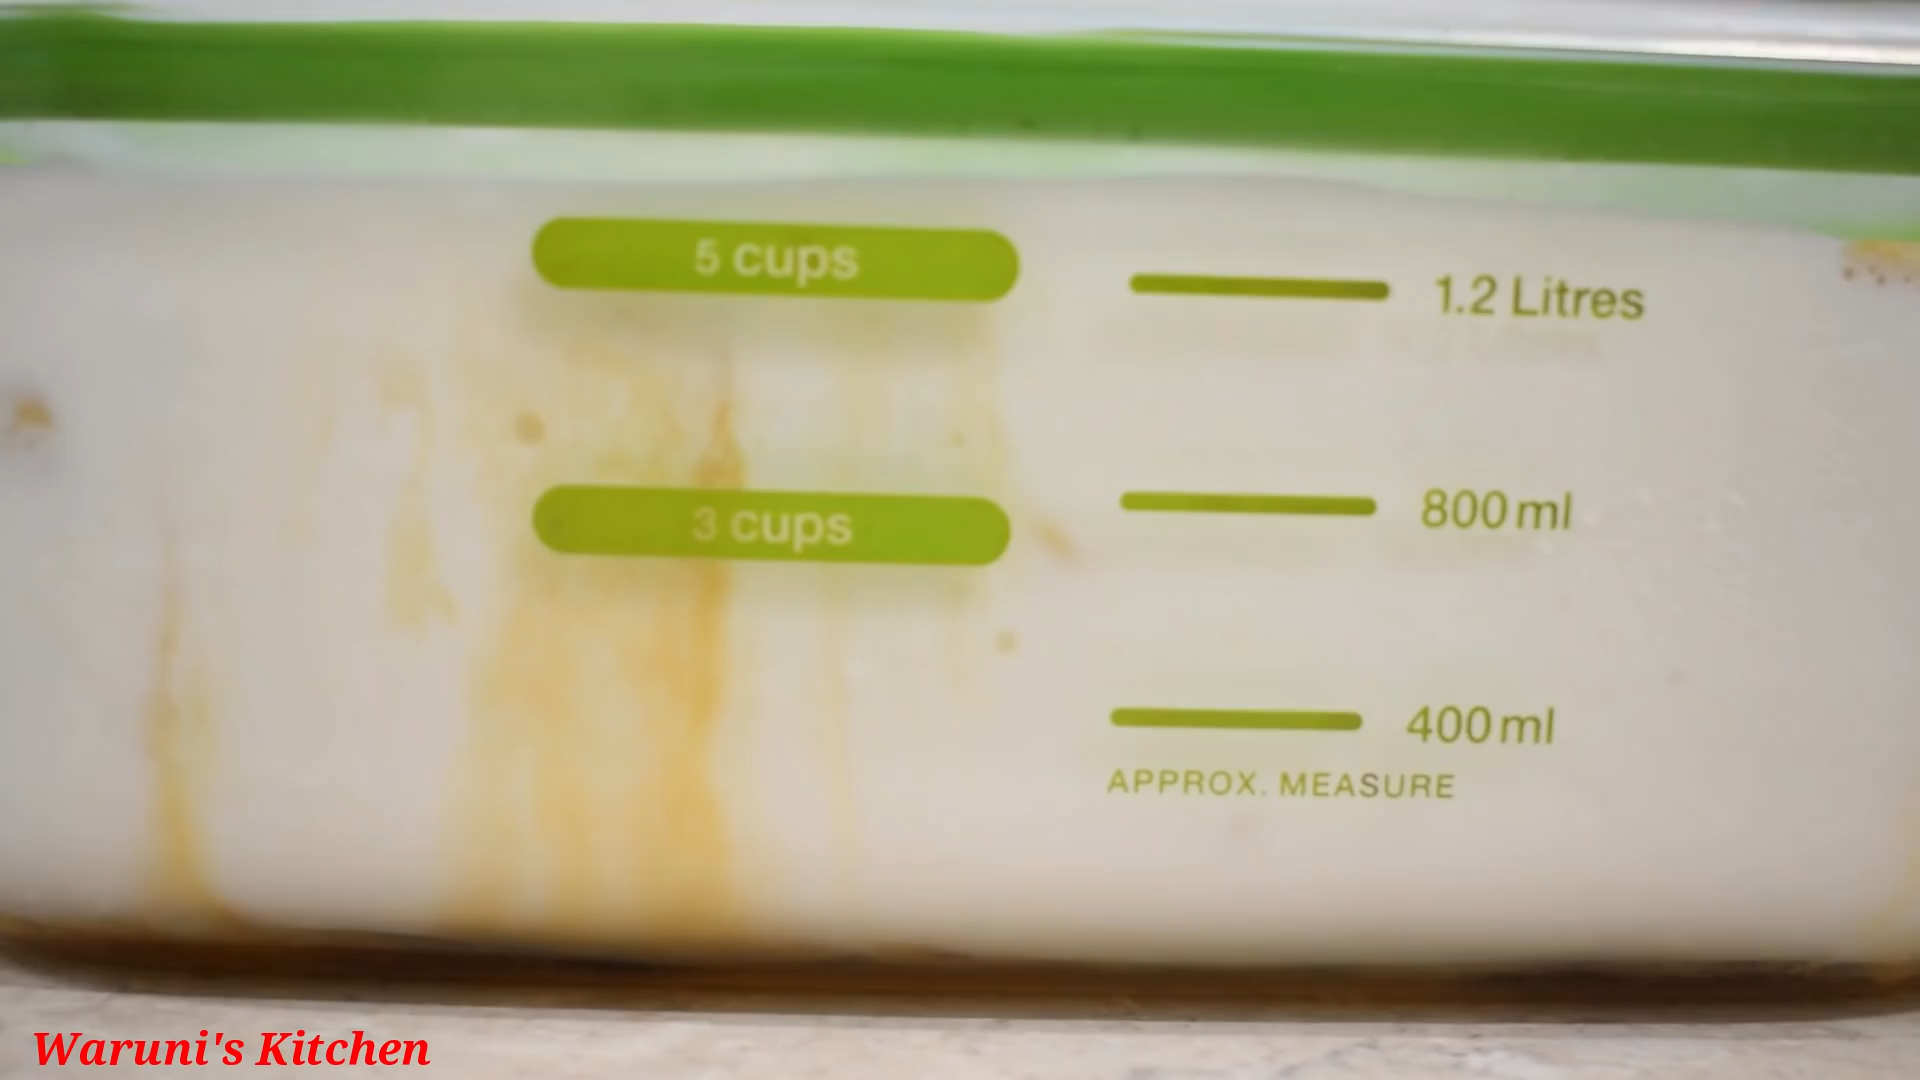 5 cups
1.2 Litres
3 cups
800 ml
400 ml
APPROX. MEASURE
Waruni's Kitchen